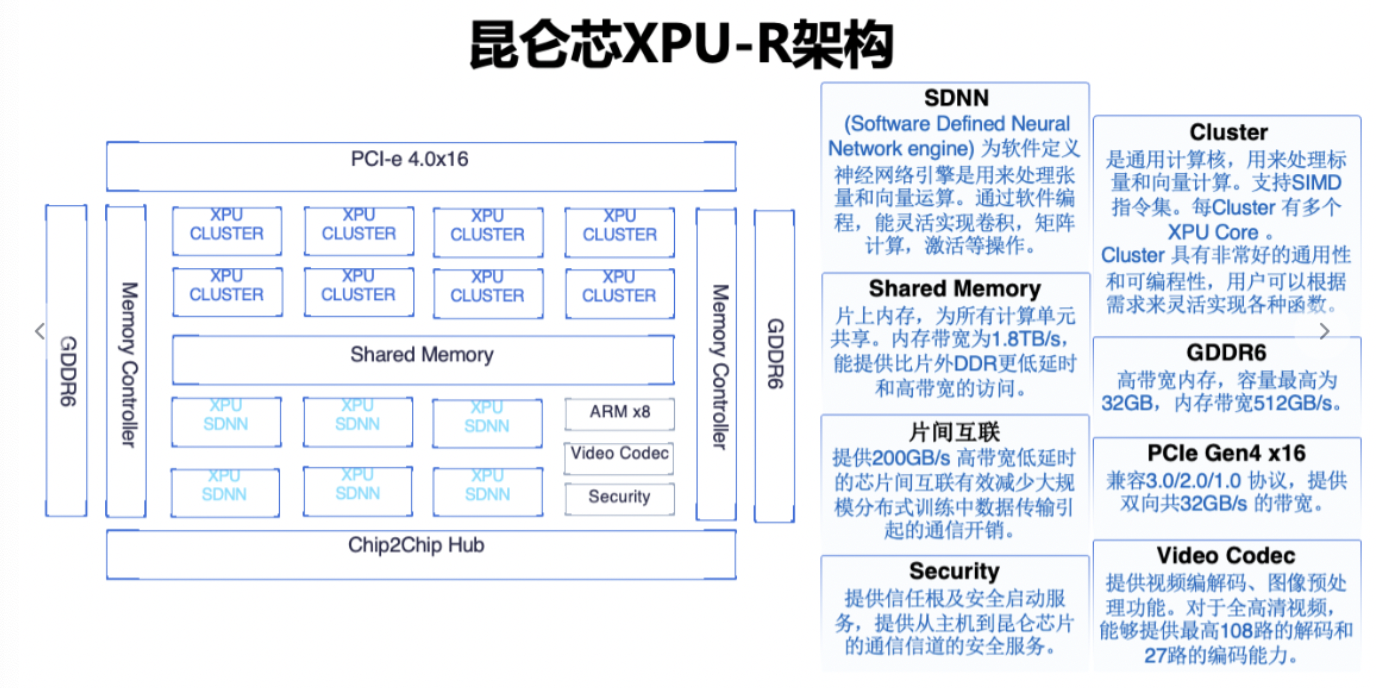 昆仑芯XPU-R架构
PCI-e 4.0x16
GDDR6
Memory Controller
XPU
CLUSTER
XPU
CLUSTER
XPU
CLUSTER
XPU
CLUSTER
XPU
CLUSTER
XPU
CLUSTER
XPU
CLUSTER
XPU
CLUSTER
Shared Memory
XPU
SDNN
XPU
SDNN
XPU
SDNN
ARM x8
Video Codec
XPU
SDNN
XPU
SDNN
XPU
SDNN
Security
Memory Controller
GDDR6
Chip2Chip Hub
SDNN
(Software Defined Neural
Network engine) 为软件定义
神经网络引擎是用来处理张
量和向量运算。通过软件编
程，能灵活实现卷积，矩阵
计算，激活等操作。
Shared Memory
片上内存，为所有计算单元
共享。内存带宽为1.8TB/s，
能提供比片外DDR更低延时
和高带宽的访问。
片间互联
提供200GB/s 高带宽低延时
的芯片间互联有效减少大规
模分布式训练中数据传输引
起的通信开销。
Security
提供信任根及安全启动服
务，提供从主机到昆仑芯片
的通信信道的安全服务。
Cluster
是通用计算核，用来处理标
量和向量计算。支持SIMD
指令集。每Cluster 有多个
XPU Core 。
Cluster 具有非常好的通用性
和可编程性，用户可以根据
需求来灵活实现各种函数。
GDDR6
高带宽内存，容量最高为
32GB，内存带宽512GB/s。
PCIe Gen4 x16
兼容3.0/2.0/1.0 协议，提供
双向共32GB/s 的带宽。
Video Codec
提供视频编解码、图像预处
理功能。对于全高清视频，
能够提供最高108路的解码和
27路的编码能力。